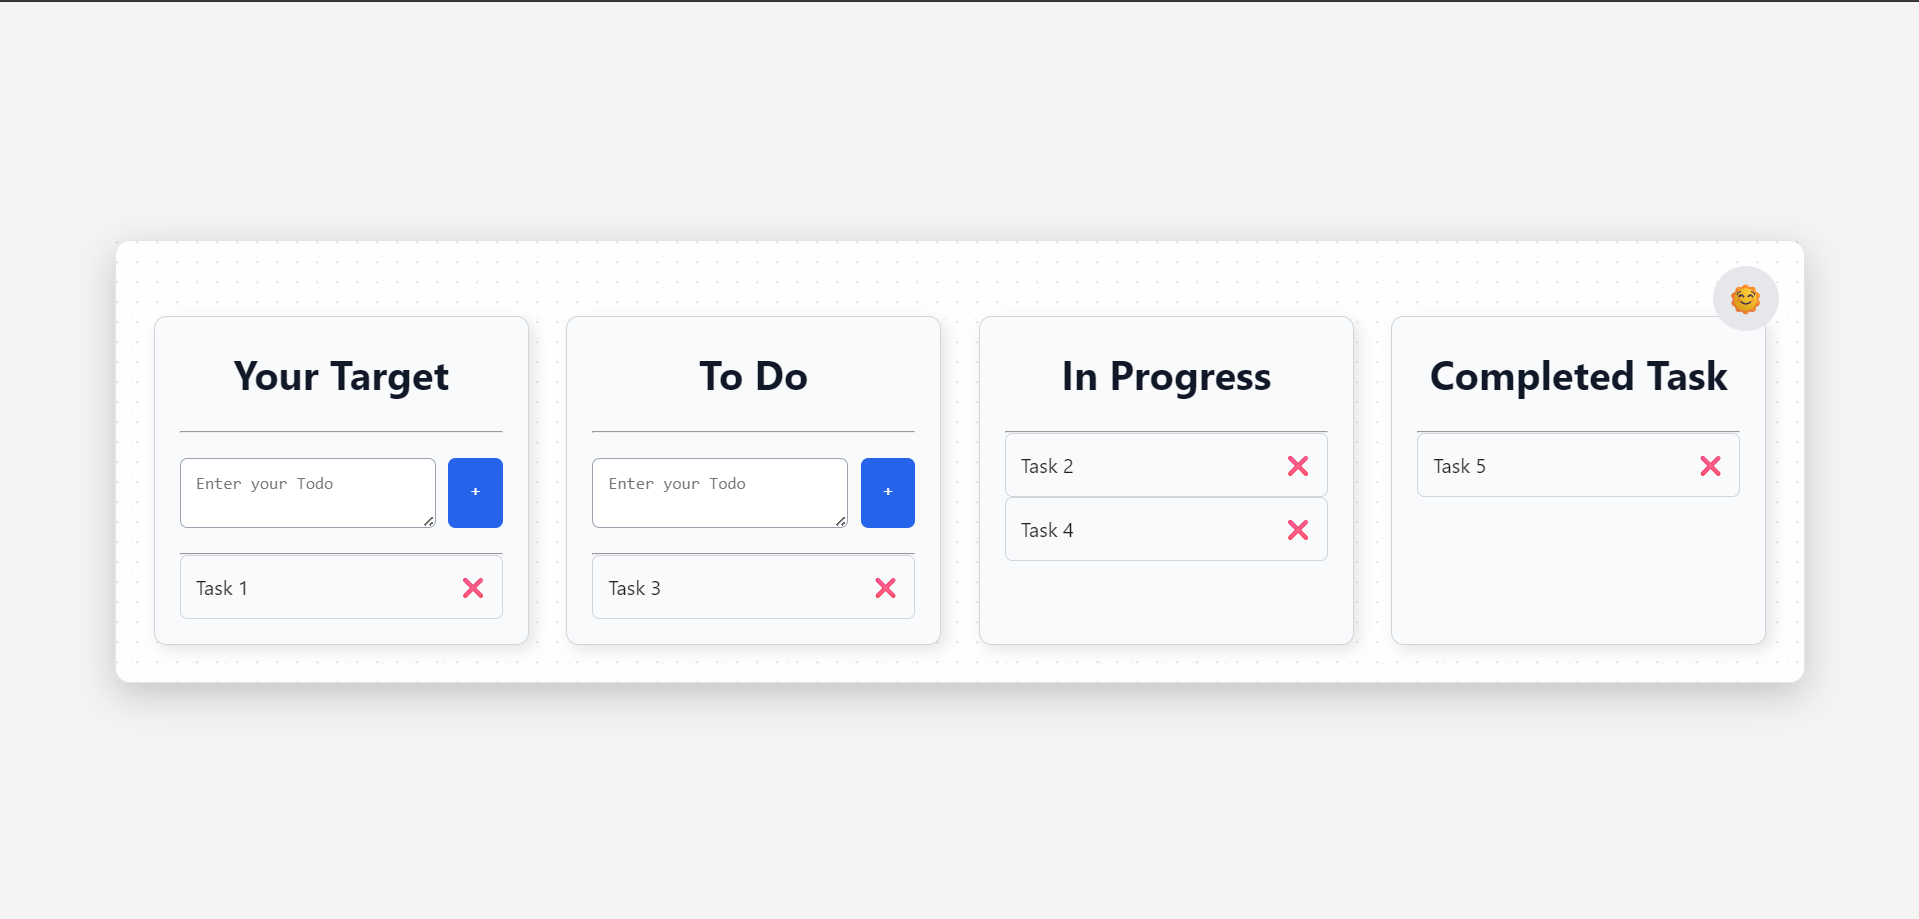 Your Target
Enter your Todo
+
Task 1
To Do
Enter your Todo
+
Task 3
In Progress
Task 2
Task 4
Completed Task
Task 5